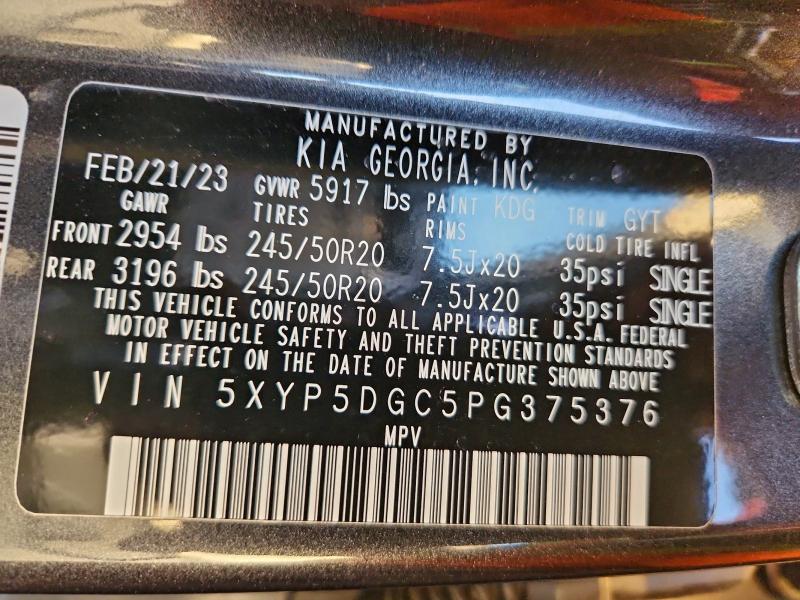 MANUFACTURED BY
KIA GEORGIA, INC.
FEB/21/23 GVWR 5917 lbs PAINT KDG TRIM GYT
GAWR TIRES RIMS COLD TIRE INFL
FRONT 2954 lbs 245/50R20 7.5Jx20 35psi SINGLE
REAR 3196 lbs 245/50R20 7.5Jx20 35psi SINGLE
THIS VEHICLE CONFORMS TO ALL APPLICABLE U.S.A. FEDERAL
MOTOR VEHICLE SAFETY AND THEFT PREVENTION STANDARDS
IN EFFECT ON THE DATE OF MANUFACTURE SHOWN ABOVE
VIN 5XYP5DGC5PG375376
MPV